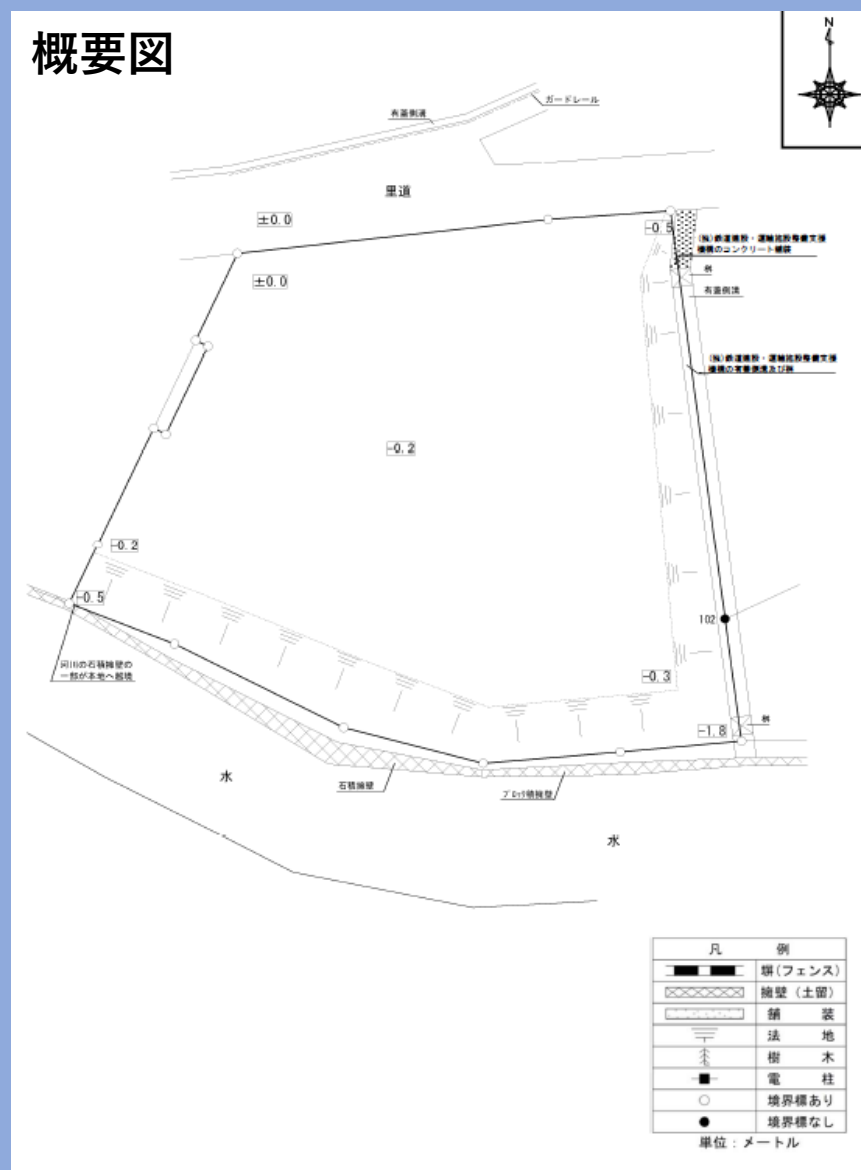 概要図
N
ガードレール
有蓋側溝
里道
±0.0
-0.5
(独)鉄道建設・運輸施設整備支援
機構のコンクリート舗装
±0.0
桝
有蓋側溝
(独)鉄道建設・運輸施設整備支援
機構の有蓋側溝及び桝
-0.2
-0.2
-0.5
102
河川の石積擁壁の
一部が本地へ越境
-0.3
桝
-1.8
水
石積擁壁
ブロック積擁壁
水
凡 例
塀(フェンス)
擁壁(土留)
舗 装
法 地
樹 木
電 柱
境界標あり
境界標なし
単位:メートル